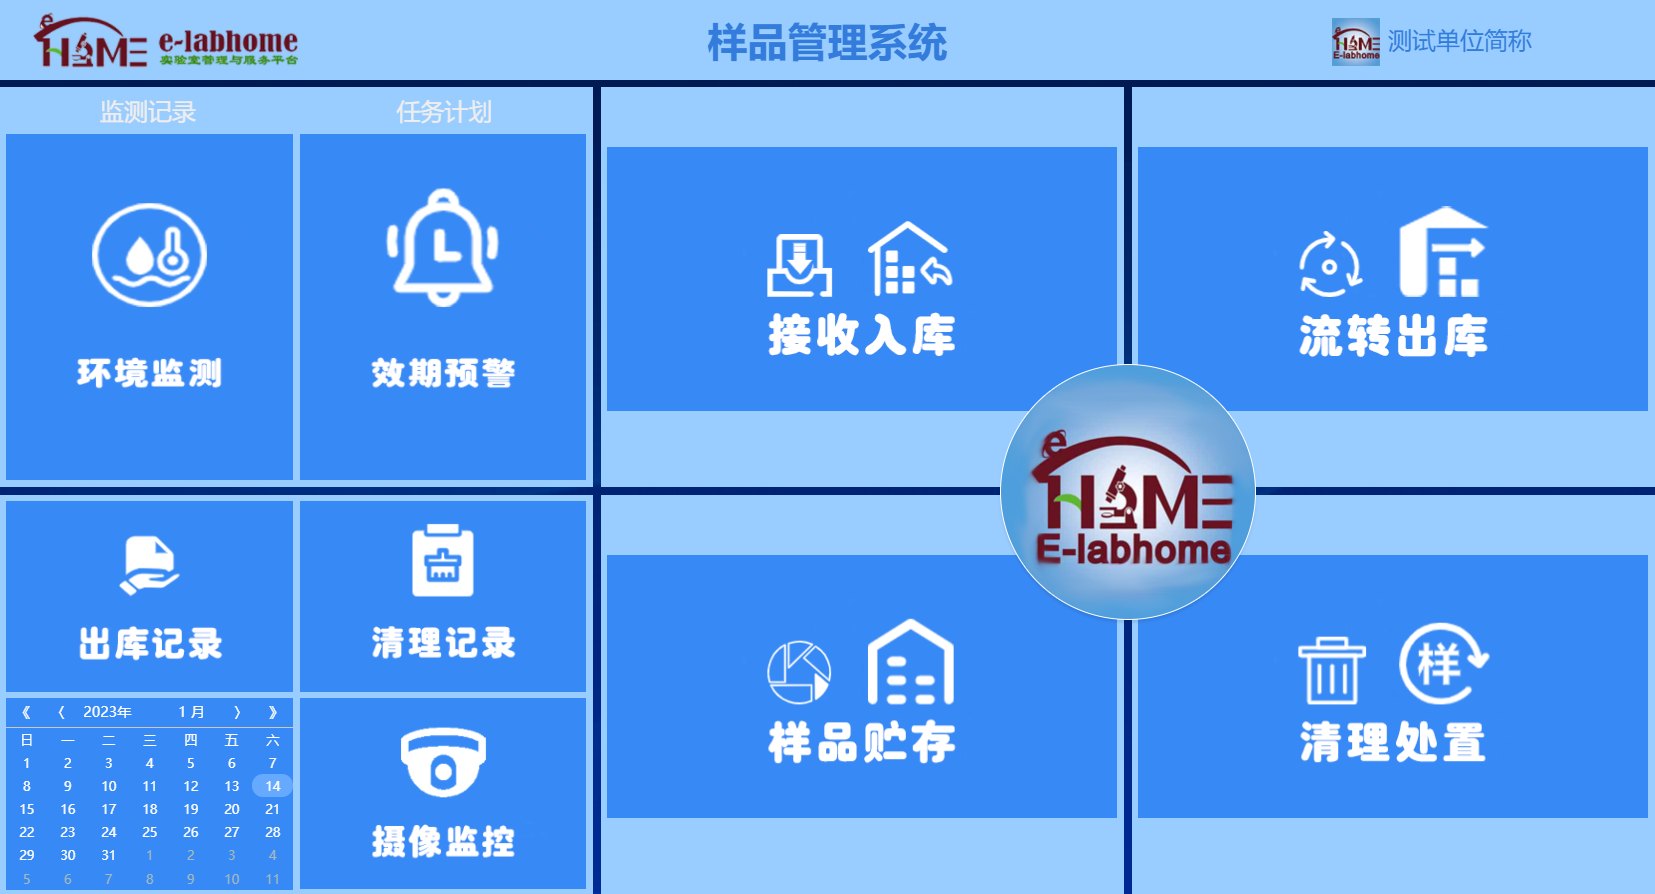 HOME e-labhome
实验室管理与服务平台
样品管理系统
E-labhome
测试单位简称
监测记录
任务计划
环境监测
效期预警
接收入库
流转出库
HOME
E-labhome
出库记录
清理记录
样品贮存
样
清理处置
《 〈 2023年 1 月 〉 》
日 一 二 三 四 五 六
1 2 3 4 5 6 7
8 9 10 11 12 13 14
15 16 17 18 19 20 21
22 23 24 25 26 27 28
29 30 31 1 2 3 4
5 6 7 8 9 10 11
摄像监控